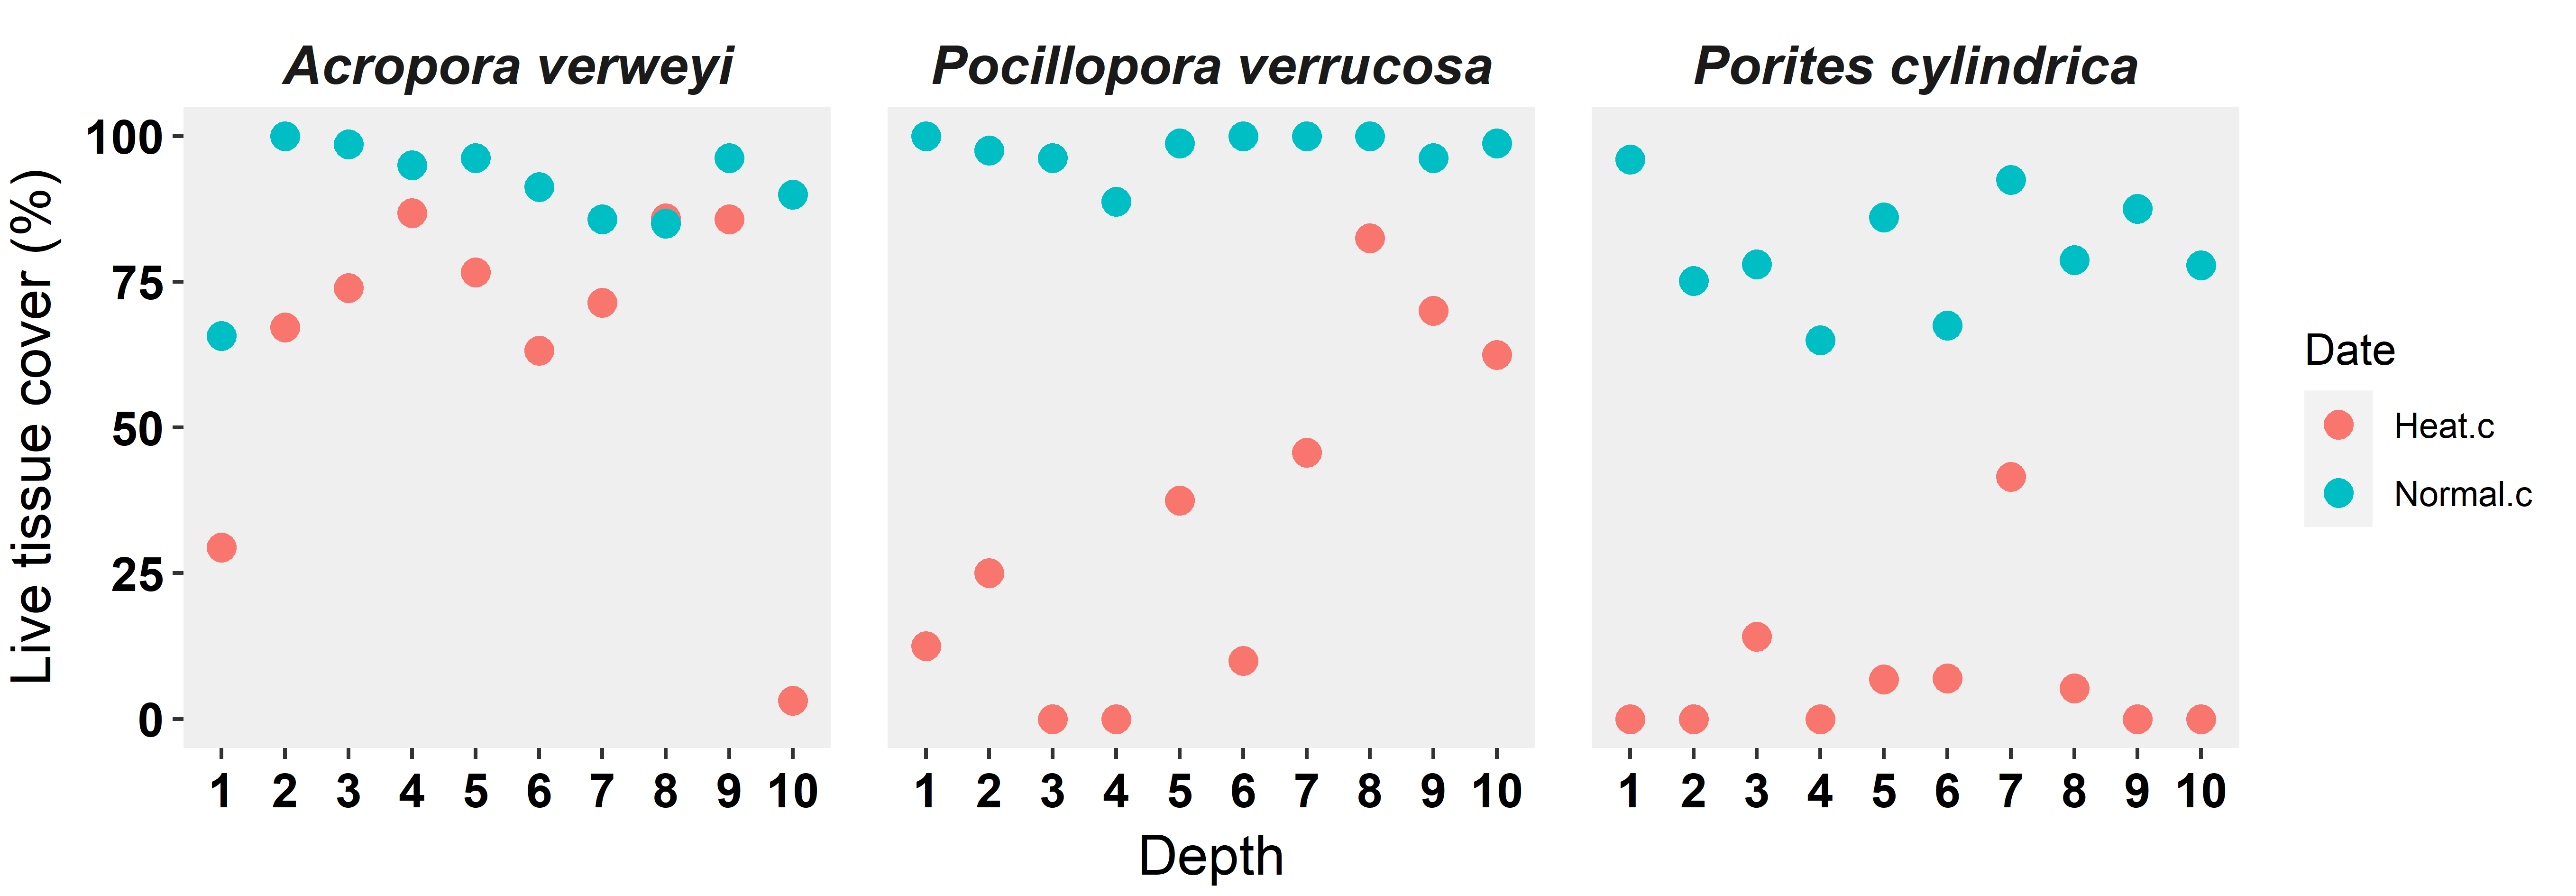 Acropora verweyi Pocillopora verrucosa Porites cylindrica
Live tissue cover (%)
100
75
50
25
0
1 2 3 4 5 6 7 8 9 10
1 2 3 4 5 6 7 8 9 10
1 2 3 4 5 6 7 8 9 10
Depth
Date
Heat.c
Normal.c